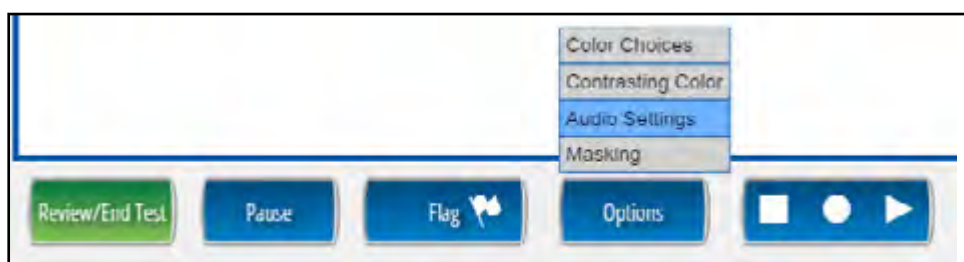 Color Choices
Contrasting Color
Audio Settings
Masking
Review/End Test
Pause
Flag
Options